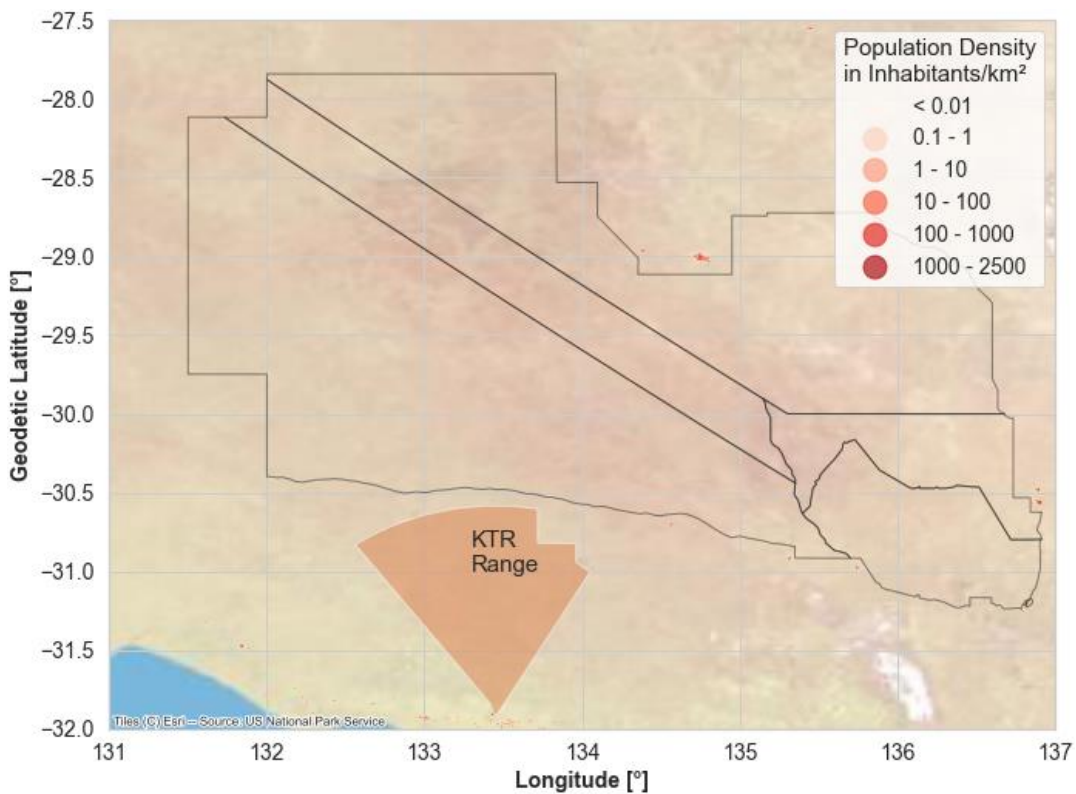 −27.5
−28.0
−28.5
−29.0
−29.5
−30.0
−30.5
−31.0
−31.5
−32.0
Geodetic Latitude [º]
Population Density
in Inhabitants/km²
< 0.01
0.1 - 1
1 - 10
10 - 100
100 - 1000
1000 - 2500
KTR
Range
Tiles (C) Esri -- Source: US National Park Service
131 132 133 134 135 136 137
Longitude [º]